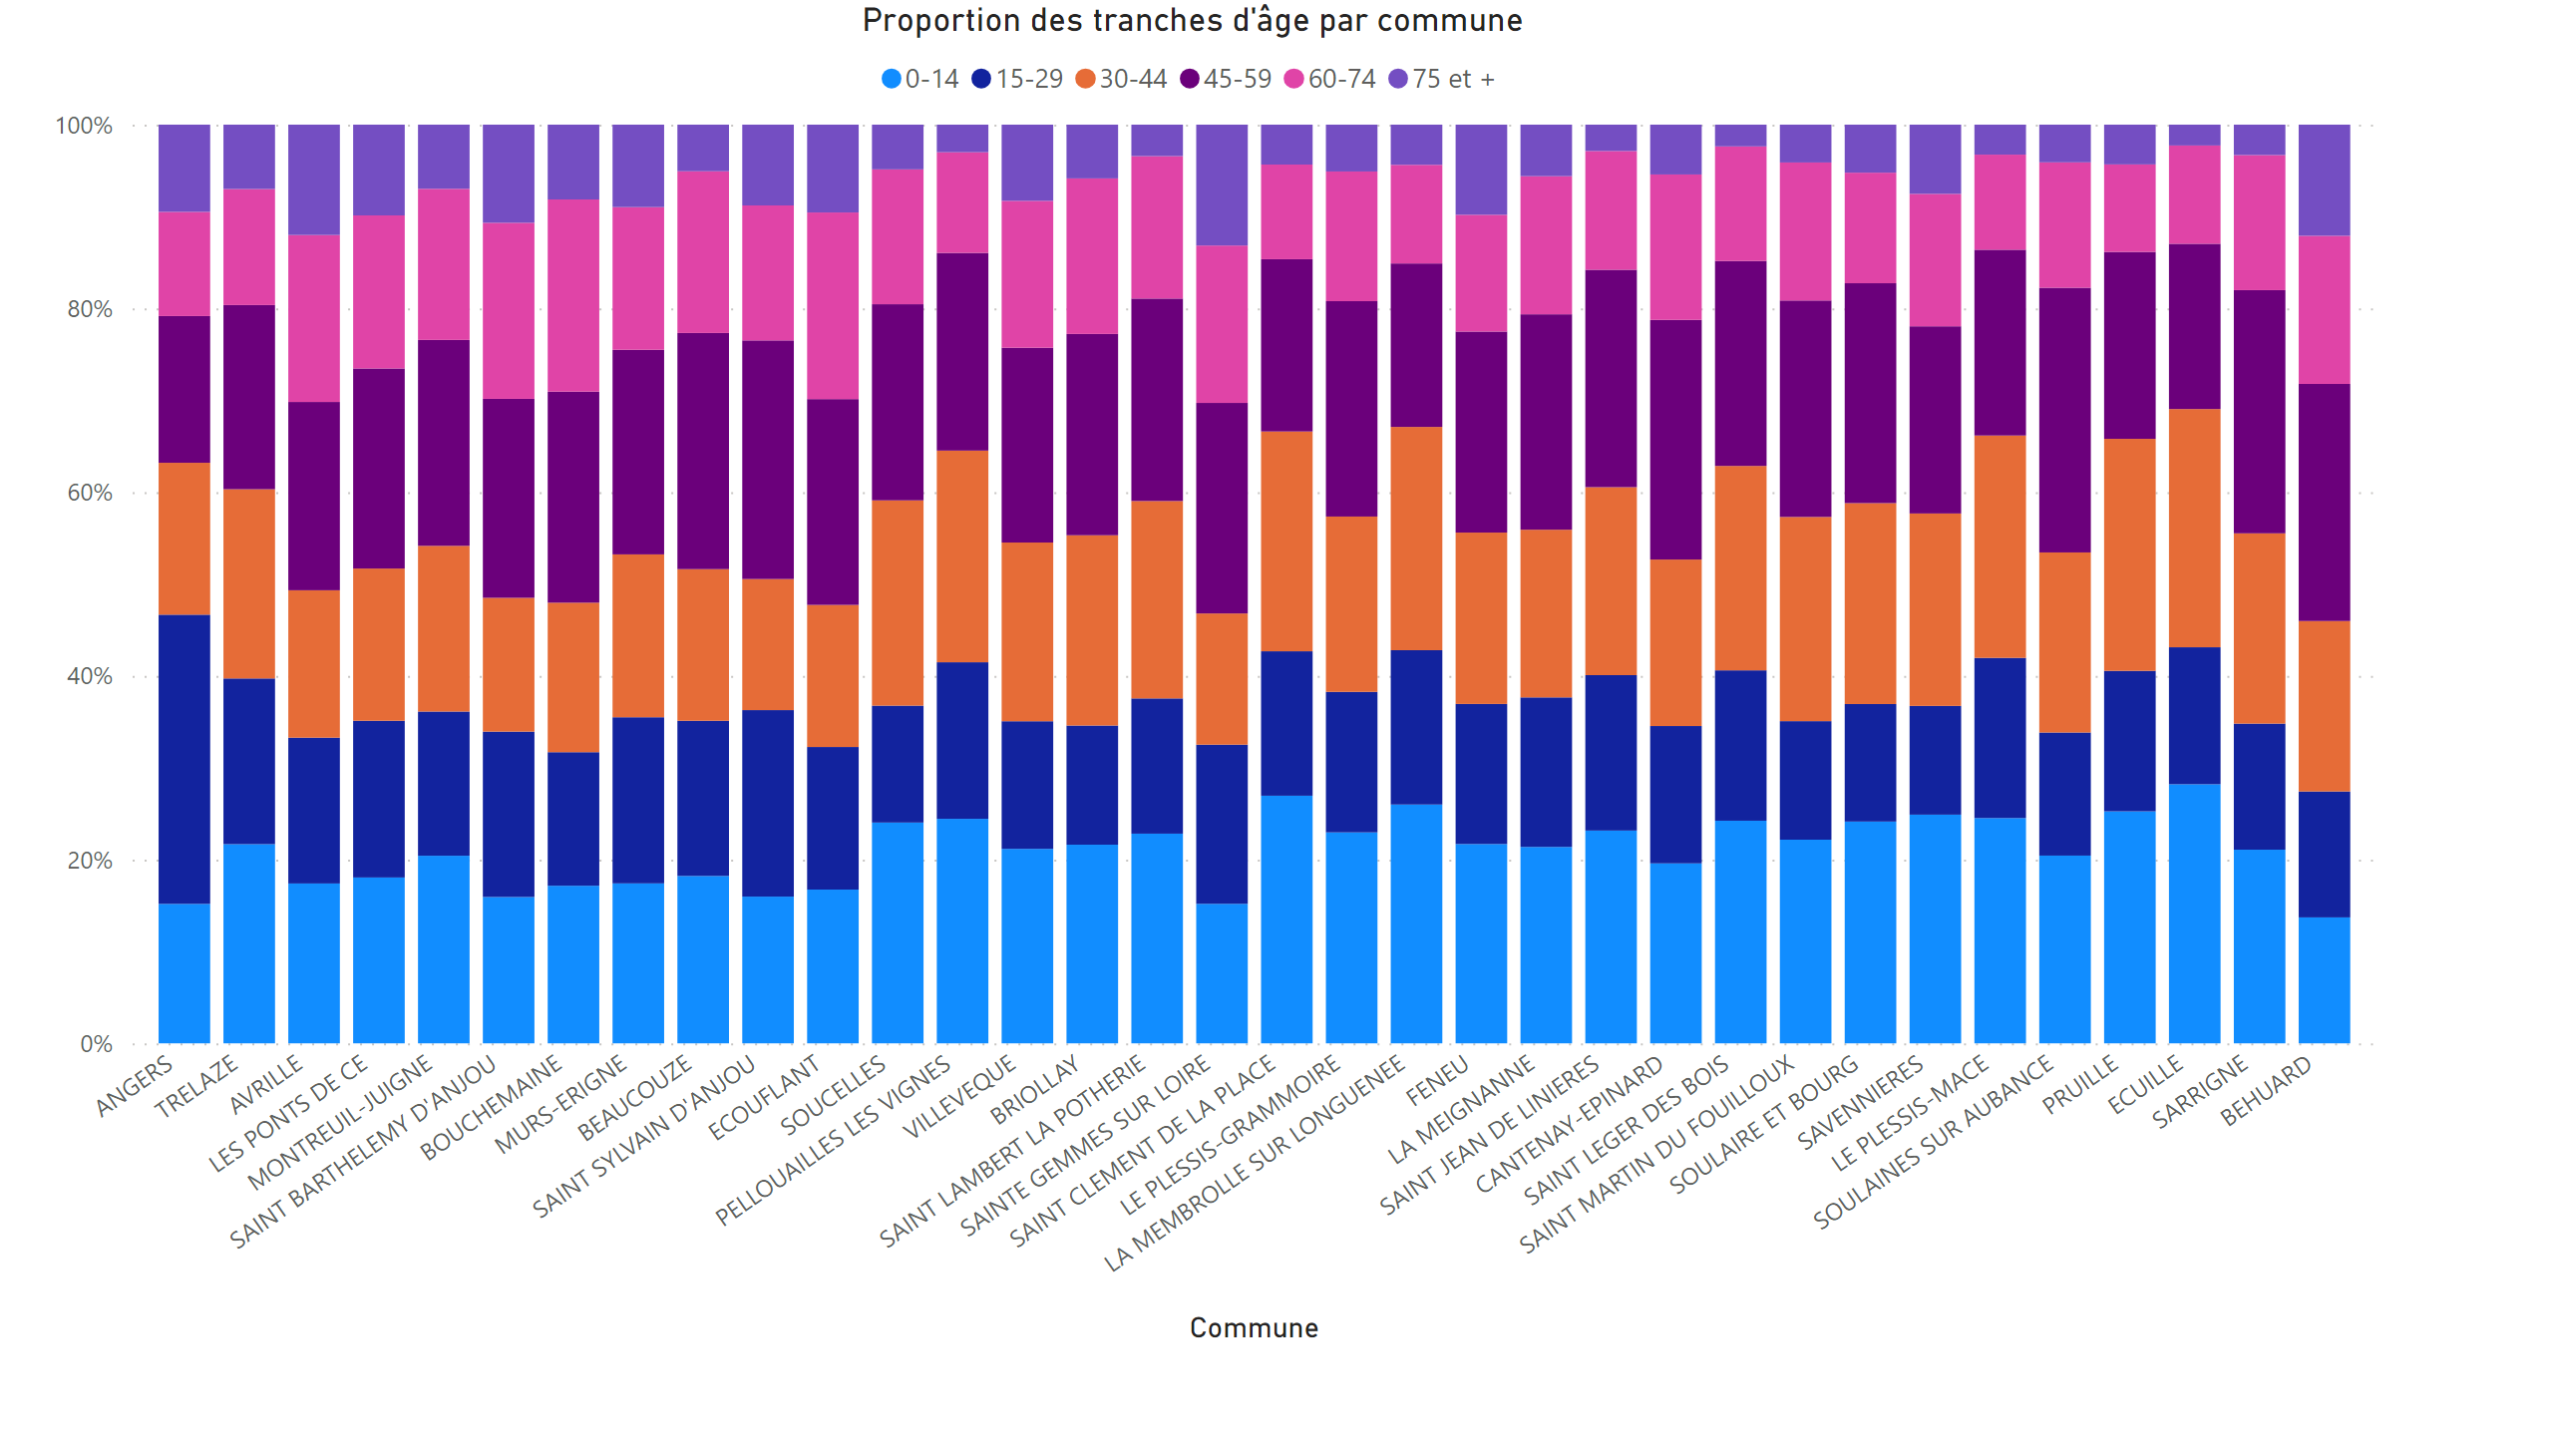 Proportion des tranches d'âge par commune
0-14 15-29 30-44 45-59 60-74 75 et +
100%
80%
60%
40%
20%
0%
ANGERS
TRELAZE
AVRILLE
LES PONTS DE CE
MONTREUIL-JUIGNE
SAINT BARTHELEMY D'ANJOU
BOUCHEMAINE
MURS-ERIGNE
BEAUCOUZE
SAINT SYLVAIN D'ANJOU
ECOUFLANT
SOUCELLES
PELLOUAILLES LES VIGNES
VILLEVEQUE
BRIOLLAY
SAINT LAMBERT LA POTHERIE
SAINTE GEMMES SUR LOIRE
SAINT CLEMENT DE LA PLACE
LE PLESSIS-GRAMMOIRE
LA MEMBROLLE SUR LONGUENEE
FENEU
LA MEIGNANNE
SAINT JEAN DE LINIERES
CANTENAY-EPINARD
SAINT LEGER DES BOIS
SAINT MARTIN DU FOUILLOUX
SOULAIRE ET BOURG
SAVENNIERES
LE PLESSIS-MACE
SOULAINES SUR AUBANCE
PRUILLE
ECUILLE
SARRIGNE
BEHUARD
Commune